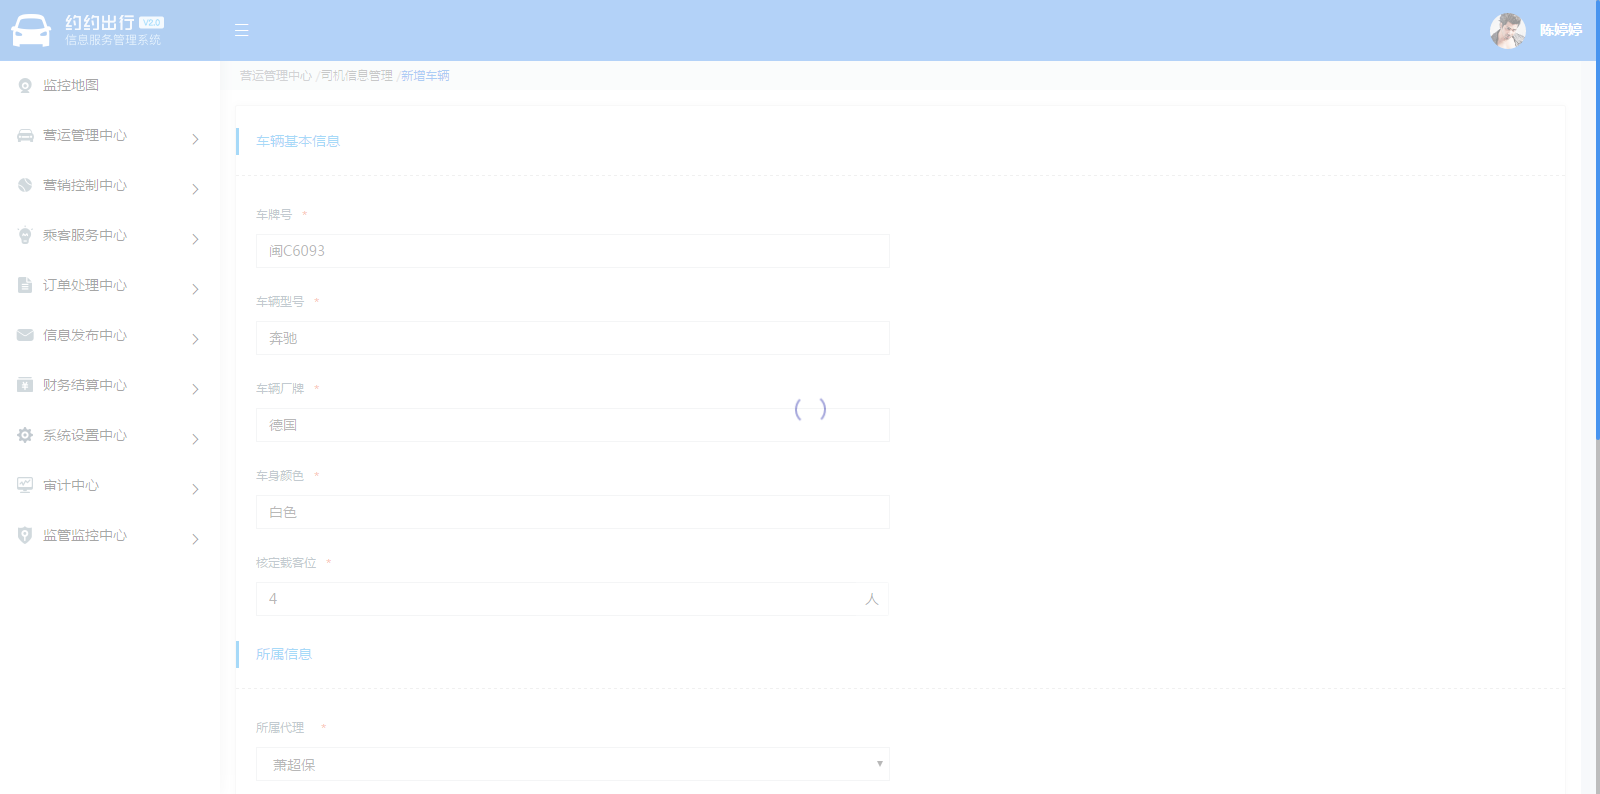 约约出行 V2.0
信息服务管理系统
陈婷婷
监控地图
营运管理中心
营销控制中心
乘客服务中心
订单处理中心
信息发布中心
财务结算中心
系统设置中心
审计中心
监管监控中心
营运管理中心 /司机信息管理 /新增车辆
车辆基本信息
车牌号 *
闽C6093
车辆型号 *
奔驰
车辆厂牌 *
德国
车身颜色 *
白色
核定载客位 *
4 人
所属信息
所属代理 *
萧超保